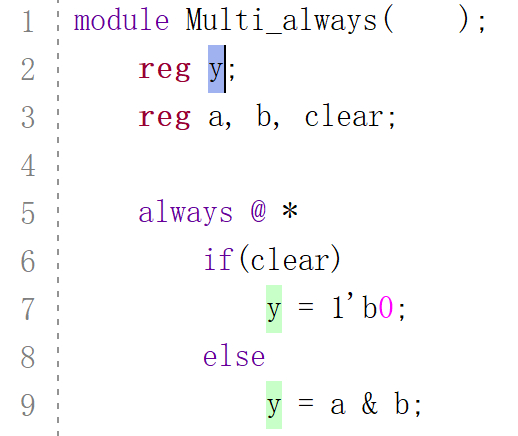 1 module Multi_always(    );
2     reg y;
3     reg a, b, clear;
4
5     always @ *
6         if(clear)
7             y = 1'b0;
8         else
9             y = a & b;